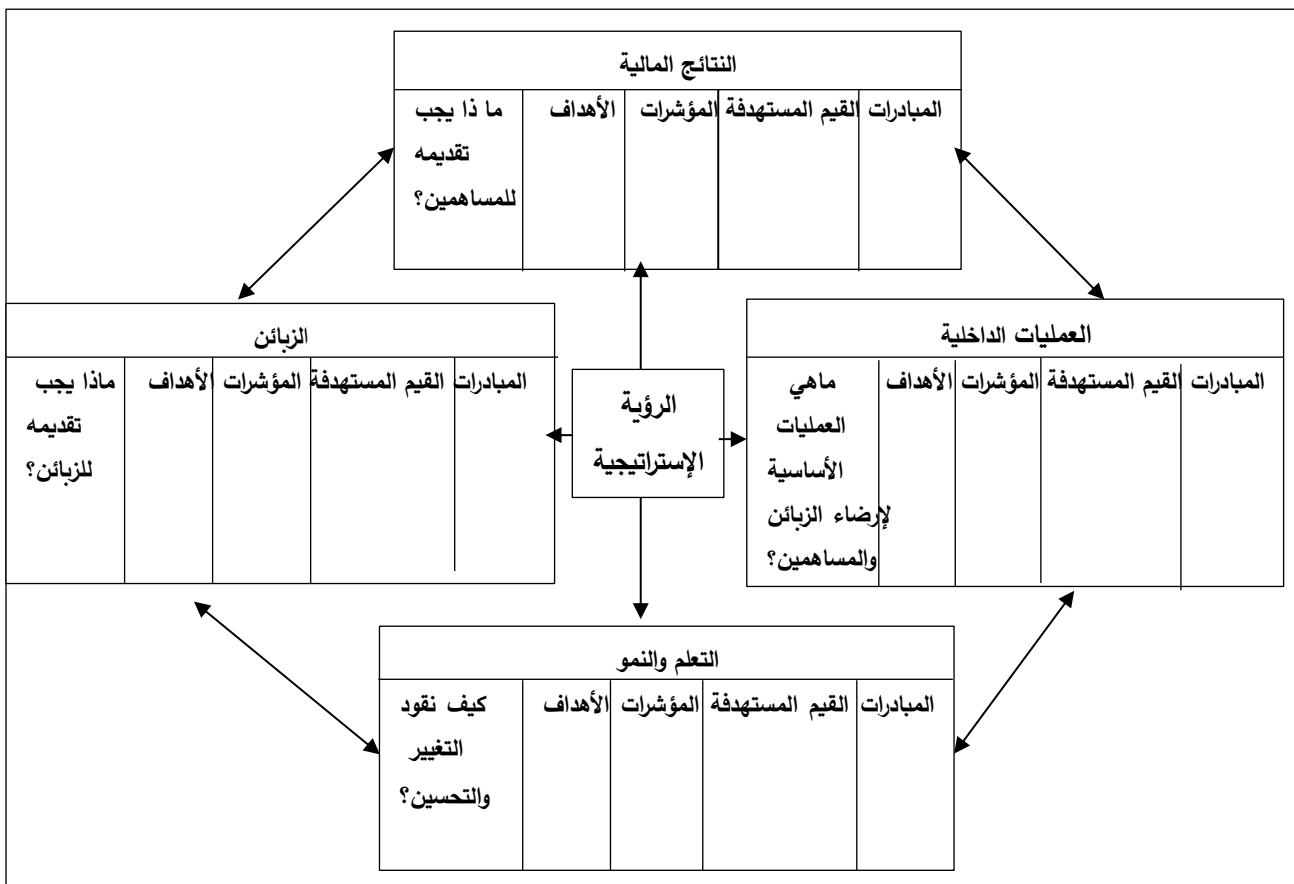 النتائج المالية
المبادرات القيم المستهدفة المؤشرات الأهداف ما ذا يجب
تقديمه
للمساهمين؟
العمليات الداخلية
المبادرات القيم المستهدفة المؤشرات الأهداف ماهي
العمليات
الأساسية
لإرضاء الزبائن
والمساهمين؟
الرؤية
الإستراتيجية
الزبائن
المبادرات القيم المستهدفة المؤشرات الأهداف ماذا يجب
تقديمه
للزبائن؟
التعلم والنمو
المبادرات القيم المستهدفة المؤشرات الأهداف كيف نقود
التغيير
والتحسين؟